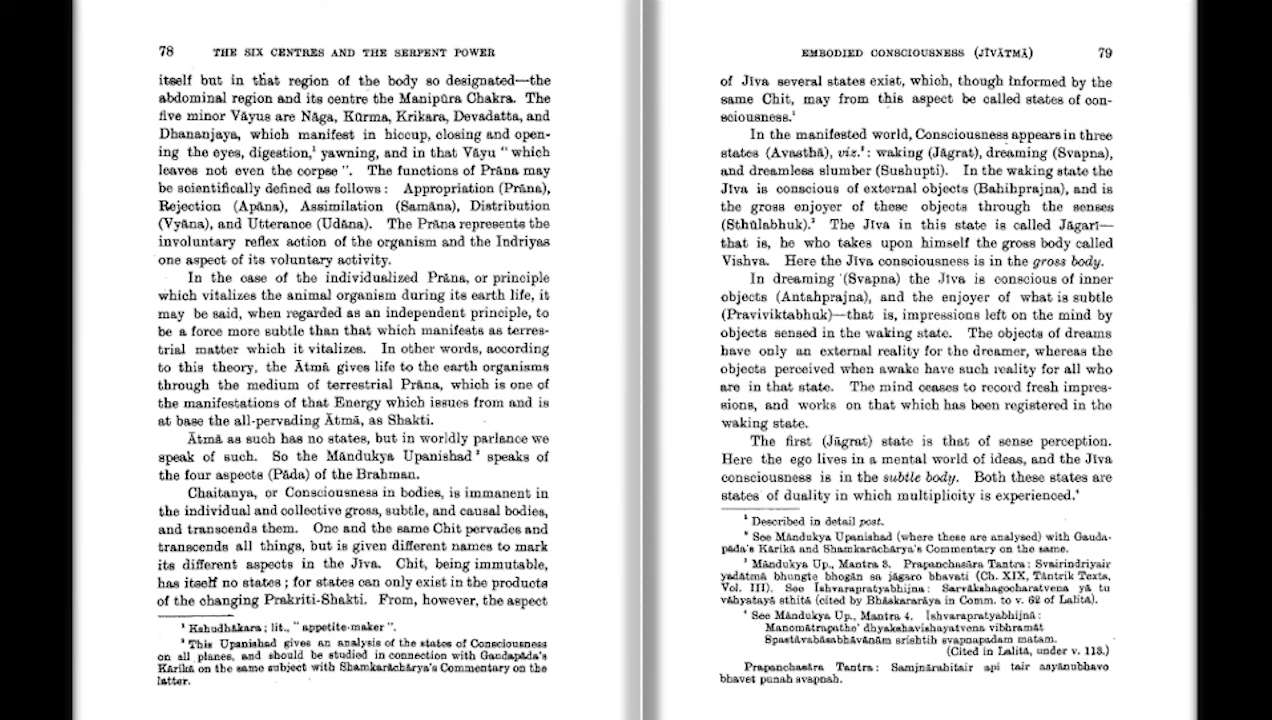 78 THE SIX CENTRES AND THE SERPENT POWER
itself but in that region of the body so designated—the
abdominal region and its centre the Manipūra Chakra. The
five minor Vāyus are Nāga, Kūrma, Krikara, Devadatta, and
Dhananjaya, which manifest in hiccup, closing and open-
ing the eyes, digestion,¹ yawning, and in that Vāyu “ which
leaves not even the corpse ”. The functions of Prāna may
be scientifically defined as follows : Appropriation (Prāna),
Rejection (Apāna), Assimilation (Samāna), Distribution
(Vyāna), and Utterance (Udāna). The Prāna represents the
involuntary reflex action of the organism and the Indriyas
one aspect of its voluntary activity.
In the case of the individualized Prāna, or principle
which vitalizes the animal organism during its earth life, it
may be said, when regarded as an independent principle, to
be a force more subtle than that which manifests as terres-
trial matter which it vitalizes. In other words, according
to this theory, the Ātmā gives life to the earth organisms
through the medium of terrestrial Prāna, which is one of
the manifestations of that Energy which issues from and is
at base the all-pervading Ātmā, as Shakti.
Ātmā as such has no states, but in worldly parlance we
speak of such. So the Māndukya Upanishad ² speaks of
the four aspects (Pāda) of the Brahman.
Chaitanya, or Consciousness in bodies, is immanent in
the individual and collective gross, subtle, and causal bodies,
and transcends them. One and the same Chit pervades and
transcends all things, but is given different names to mark
its different aspects in the Jīva. Chit, being immutable,
has itself no states ; for states can only exist in the products
of the changing Prakriti-Shakti. From, however, the aspect
¹ Kshudhākara ; lit., “ appetite-maker ”.
² This Upanishad gives an analysis of the states of Consciousness
on all planes, and should be studied in connection with Gaudapāda's
Kārikā on the same subject with Shamkarāchārya's Commentary on the
latter.
EMBODIED CONSCIOUSNESS (JĪVĀTMĀ) 79
of Jīva several states exist, which, though informed by the
same Chit, may from this aspect be called states of con-
sciousness.¹
In the manifested world, Consciousness appears in three
states (Avasthā), viz.² : waking (Jāgrat), dreaming (Svapna),
and dreamless slumber (Sushupti). In the waking state the
Jīva is conscious of external objects (Bahihprajna), and is
the gross enjoyer of these objects through the senses
(Sthūlabhuk).³ The Jīva in this state is called Jāgarī—
that is, he who takes upon himself the gross body called
Vishva. Here the Jīva consciousness is in the gross body.
In dreaming (Svapna) the Jīva is conscious of inner
objects (Antahprajna), and the enjoyer of what is subtle
(Praviviktabhuk)—that is, impressions left on the mind by
objects sensed in the waking state. The objects of dreams
have only an external reality for the dreamer, whereas the
objects perceived when awake have such reality for all who
are in that state. The mind ceases to record fresh impres-
sions, and works on that which has been registered in the
waking state.
The first (Jāgrat) state is that of sense perception.
Here the ego lives in a mental world of ideas, and the Jīva
consciousness is in the subtle body. Both these states are
states of duality in which multiplicity is experienced.⁴
¹ Described in detail post.
² See Māndukya Upanishad (where these are analysed) with Gauda-
pāda's Kārikā and Shamkarāchārya's Commentary on the same.
³ Māndukya Up., Mantra 3. Prapanchasāra Tantra : Svairindriyair
yadātmā bhungte bhogān sa jāgaro bhavati (Ch. XIX, Tāntrik Texts,
Vol. III). See Īshvarapratyabhijna : Sarvākshagocharatvena yā tu
vāhyatayā sthitā (cited by Bhāskararāya in Comm. to v. 62 of Lalitā).
⁴ See Māndukya Up., Mantra 4. Īshvarapratyabhijnā :
Manomātrapathe' dhyakshavishayatvena vibhramāt
Spastāvabāsabhāvānām srishtih svapnapadam matam.
(Cited in Lalitā, under v. 113.)
Prapanchasāra Tantra : Samjnārahitair api tair asyānubhavo
bhavet punah svapnah.